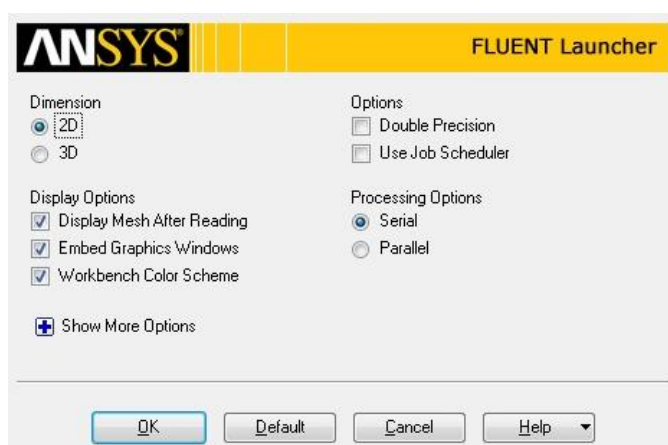 ANSYS FLUENT Launcher
Dimension
2D
3D
Options
Double Precision
Use Job Scheduler
Display Options
Display Mesh After Reading
Embed Graphics Windows
Workbench Color Scheme
Processing Options
Serial
Parallel
Show More Options
OK Default Cancel Help